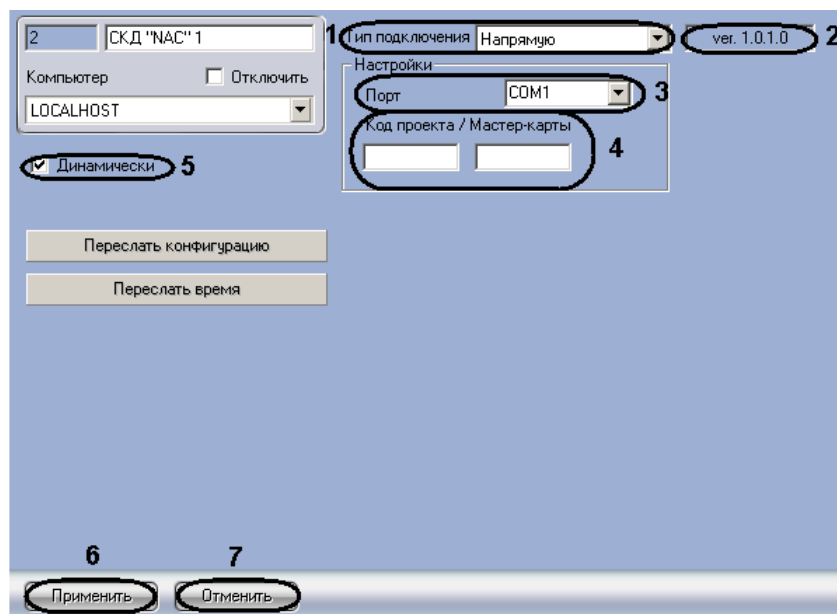 2 СКД "NAC" 1
Компьютер Отключить
LOCALHOST
5 Динамически
Переслать конфигурацию
Переслать время
1 Тип подключения Напрямую
2 ver. 1.0.1.0
Настройки
Порт COM1 3
Код проекта / Мастер-карты
4
6 7
Применить Отменить